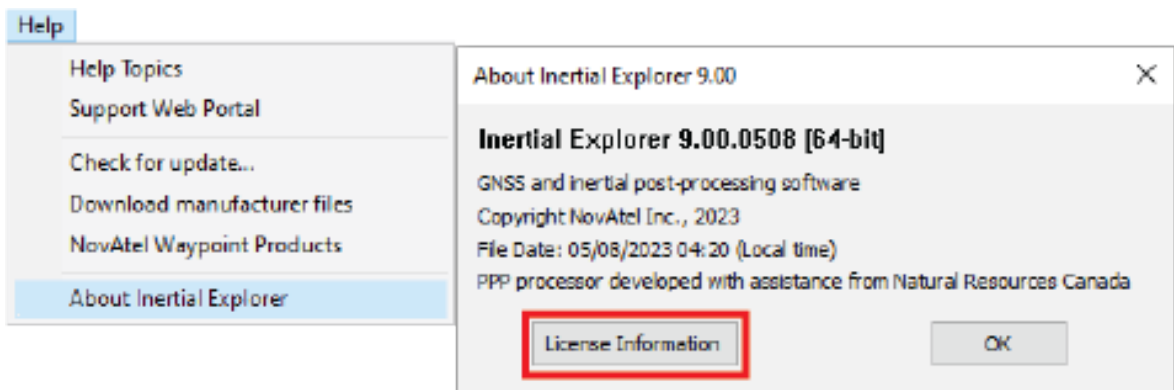 Help
Help Topics
Support Web Portal
Check for update...
Download manufacturer files
NovAtel Waypoint Products
About Inertial Explorer
About Inertial Explorer 9.00
Inertial Explorer 9.00.0508 [64-bit]
GNSS and inertial post-processing software
Copyright NovAtel Inc., 2023
File Date: 05/08/2023 04:20 (Local time)
PPP processor developed with assistance from Natural Resources Canada
License Information
OK